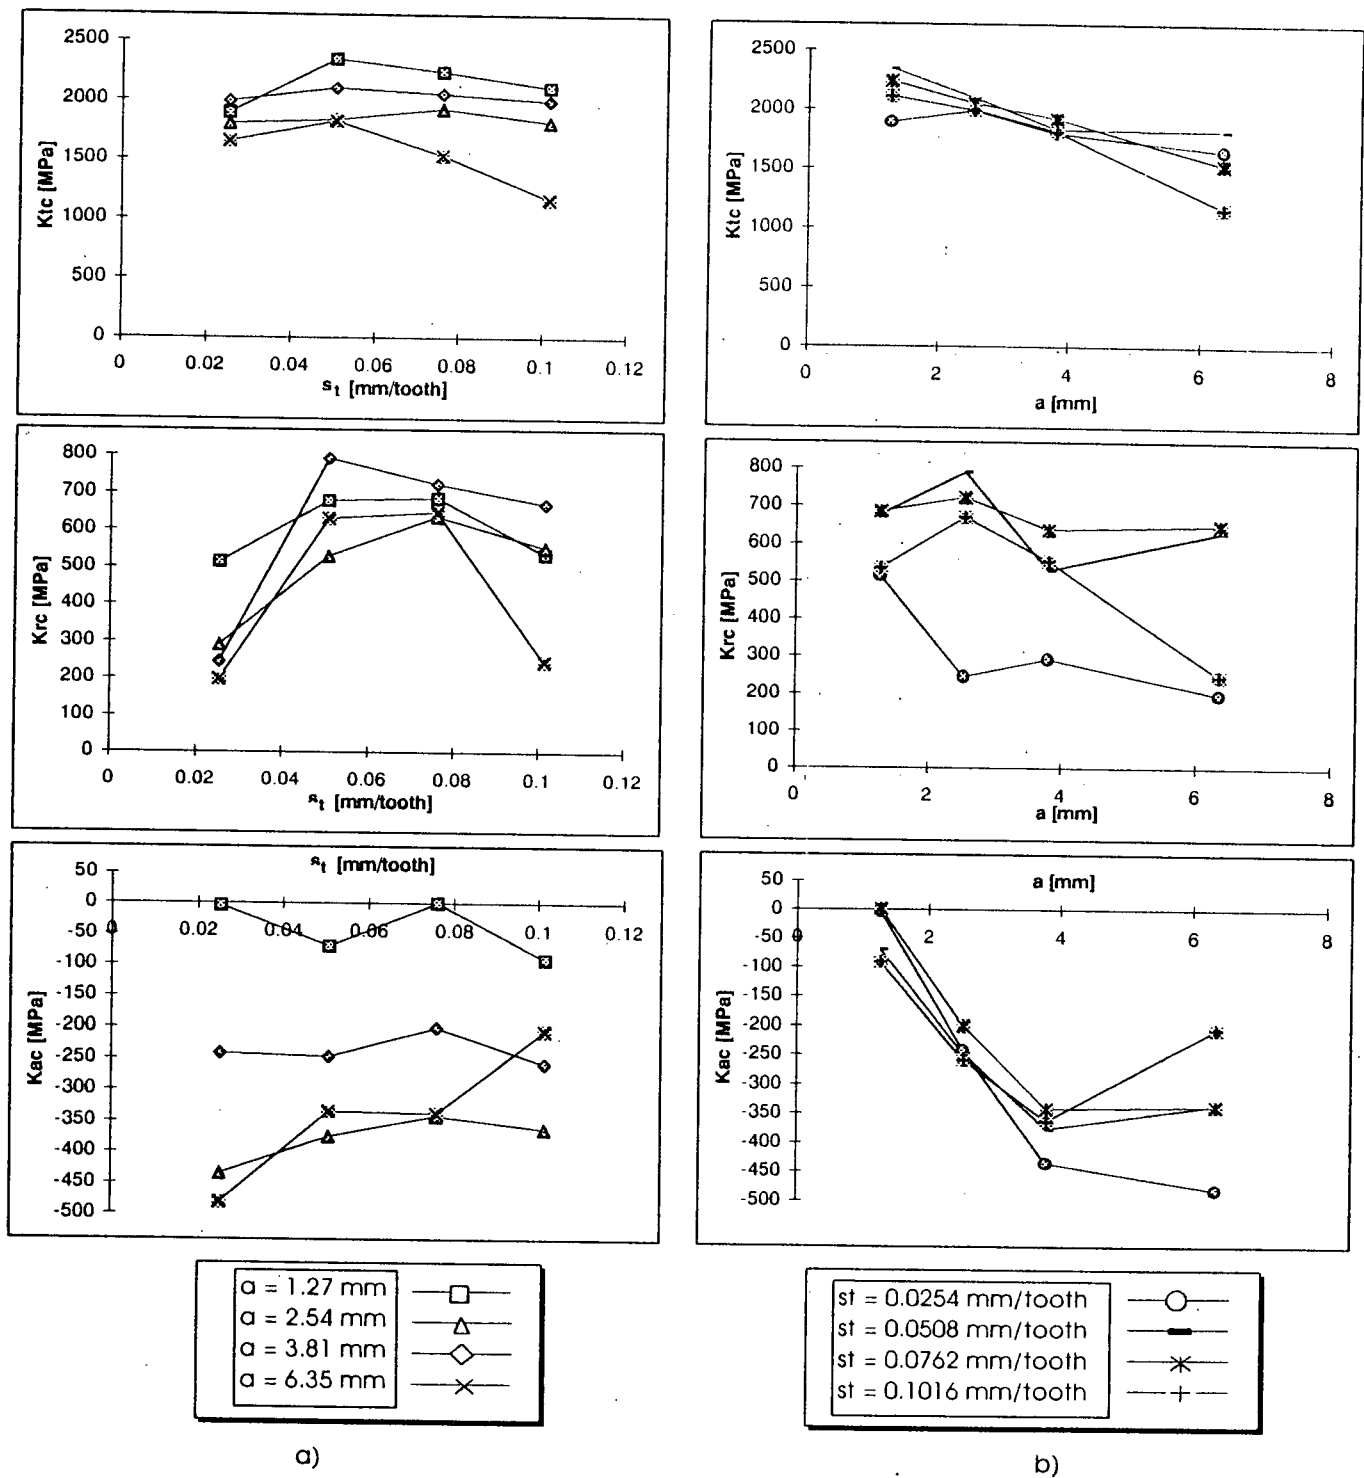 2500
2000
1500
1000
500
0
Ktc [MPa]
0 0.02 0.04 0.06 0.08 0.1 0.12
st [mm/tooth]
2500
2000
1500
1000
500
0
Ktc [MPa]
0 2 4 6 8
a [mm]
800
700
600
500
400
300
200
100
0
Krc [MPa]
0 0.02 0.04 0.06 0.08 0.1 0.12
st [mm/tooth]
800
700
600
500
400
300
200
100
0
Krc [MPa]
0 2 4 6 8
a [mm]
st [mm/tooth]
50
0
-50
-100
-150
-200
-250
-300
-350
-400
-450
-500
Kac [MPa]
0 0.02 0.04 0.06 0.08 0.1 0.12
a [mm]
50
0
-50
-100
-150
-200
-250
-300
-350
-400
-450
-500
Kac [MPa]
0 2 4 6 8
a = 1.27 mm
a = 2.54 mm
a = 3.81 mm
a = 6.35 mm
a)
st = 0.0254 mm/tooth
st = 0.0508 mm/tooth
st = 0.0762 mm/tooth
st = 0.1016 mm/tooth
b)